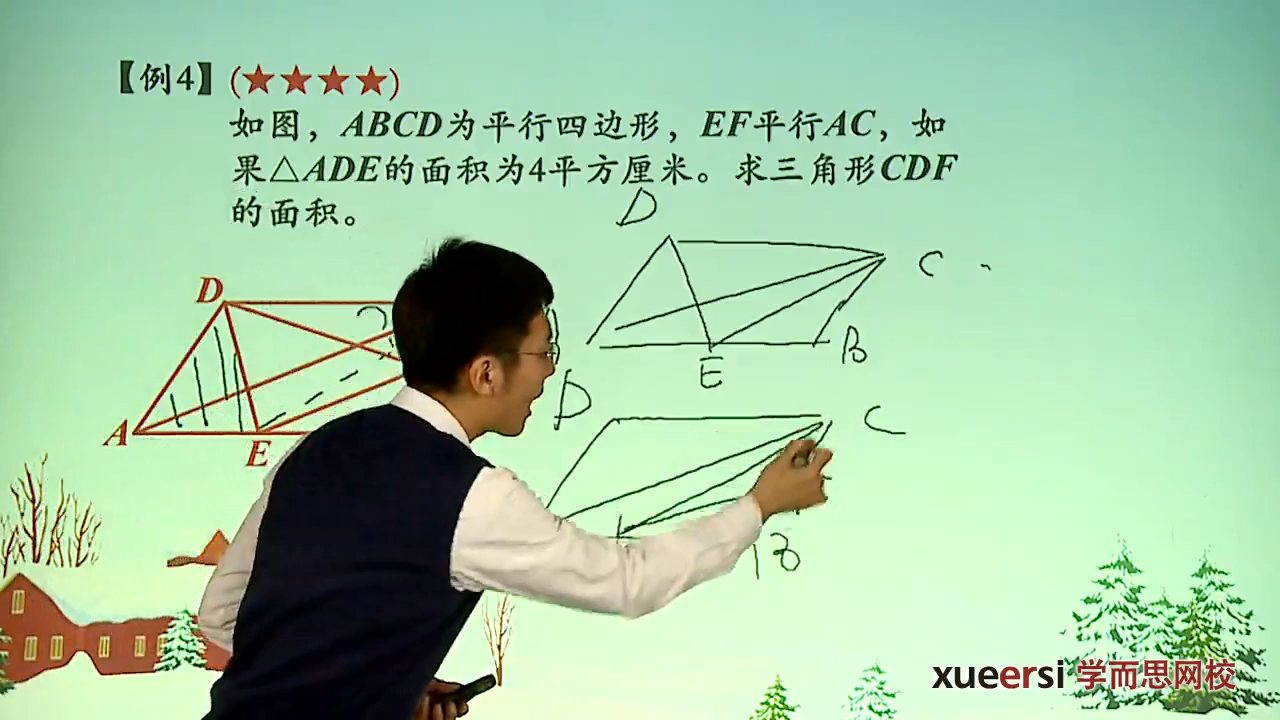 【例4】(★★★★)
如图，ABCD为平行四边形，EF平行AC，如
果△ADE的面积为4平方厘米。求三角形CDF
的面积。
D
D
C
A
E
E
B
D
C
B
xueersi 学而思网校